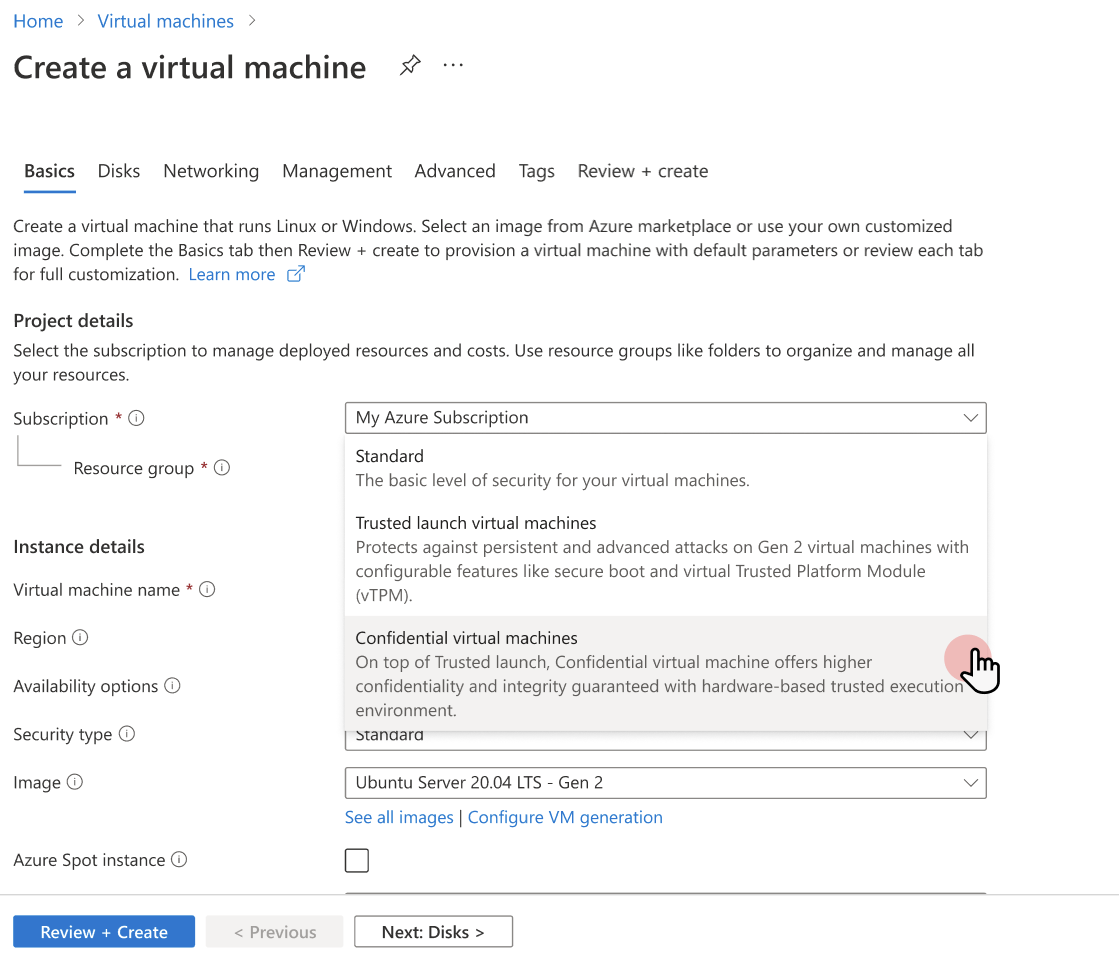 Home > Virtual machines >
Create a virtual machine ...
Basics Disks Networking Management Advanced Tags Review + create
Create a virtual machine that runs Linux or Windows. Select an image from Azure marketplace or use your own customized
image. Complete the Basics tab then Review + create to provision a virtual machine with default parameters or review each tab
for full customization. Learn more
Project details
Select the subscription to manage deployed resources and costs. Use resource groups like folders to organize and manage all
your resources.
Subscription *
My Azure Subscription
Resource group *
Standard
The basic level of security for your virtual machines.
Trusted launch virtual machines
Protects against persistent and advanced attacks on Gen 2 virtual machines with
configurable features like secure boot and virtual Trusted Platform Module
(vTPM).
Confidential virtual machines
On top of Trusted launch, Confidential virtual machine offers higher
confidentiality and integrity guaranteed with hardware-based trusted execution
environment.
Instance details
Virtual machine name *
Region
Availability options
Security type
Standard
Image
Ubuntu Server 20.04 LTS - Gen 2
See all images | Configure VM generation
Azure Spot instance
Review + Create
< Previous
Next: Disks >